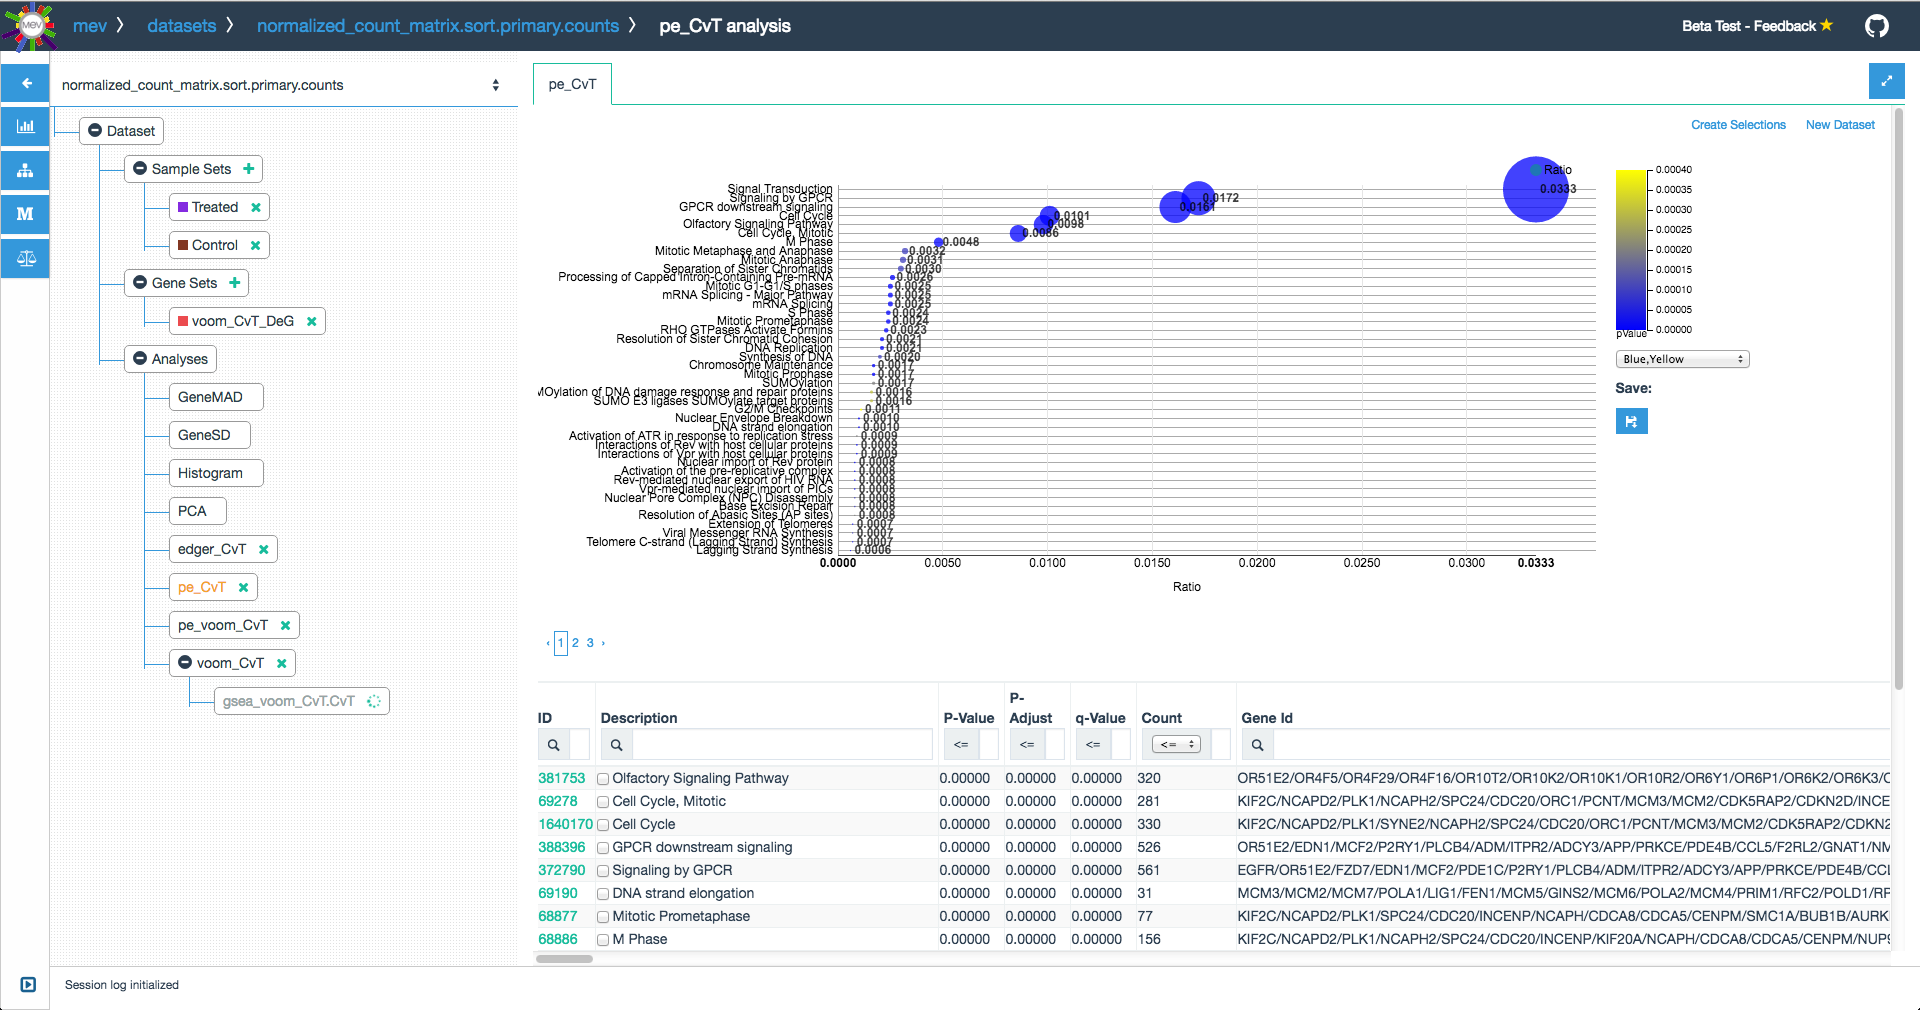 MEV
mev
datasets
normalized_count_matrix.sort.primary.counts
pe_CvT analysis
Beta Test - Feedback
normalized_count_matrix.sort.primary.counts
Dataset
Sample Sets
Treated
Control
Gene Sets
voom_CvT_DeG
Analyses
GeneMAD
GeneSD
Histogram
PCA
edger_CvT
pe_CvT
pe_voom_CvT
voom_CvT
gsea_voom_CvT.CvT
M
pe_CvT
Create Selections New Dataset
Ratio
Signal Transduction 0.0333
Signaling by GPCR 0.0172
GPCR downstream signaling 0.0161
Cell Cycle 0.0101
Olfactory Signaling Pathway 0.0098
Cell Cycle, Mitotic 0.0086
M Phase 0.0048
Mitotic Metaphase and Anaphase 0.0032
Mitotic Anaphase 0.0031
Separation of Sister Chromatids 0.0030
Processing of Capped Intron-Containing Pre-mRNA 0.0026
Mitotic G1-G1/S phases 0.0025
mRNA Splicing - Major Pathway 0.0025
mRNA Splicing 0.0025
S Phase 0.0024
Mitotic Prometaphase 0.0024
RHO GTPases Activate Formins 0.0023
Resolution of Sister Chromatid Cohesion 0.0021
DNA Replication 0.0021
Synthesis of DNA 0.0020
Chromosome Maintenance 0.0017
Mitotic Prophase 0.0017
SUMOylation 0.0017
MOylation of DNA damage response and repair proteins 0.0016
SUMO E3 ligases SUMOylate target proteins 0.0016
G2/M Checkpoints 0.0011
Nuclear Envelope Breakdown 0.0010
DNA strand elongation 0.0010
Activation of ATR in response to replication stress 0.0009
Interactions of Rev with host cellular proteins 0.0009
Interactions of Vpr with host cellular proteins 0.0009
Nuclear import of Rev protein 0.0008
Activation of the pre-replicative complex 0.0008
Rev-mediated nuclear export of HIV RNA 0.0008
Vpr-mediated nuclear import of PICs 0.0008
Nuclear Pore Complex (NPC) Disassembly 0.0008
Base Excision Repair 0.0008
Resolution of Abasic Sites (AP sites) 0.0008
Extension of Telomeres 0.0007
Viral Messenger RNA Synthesis 0.0007
Telomere C-strand (Lagging Strand) Synthesis 0.0007
Lagging Strand Synthesis 0.0006
0.0000 0.0050 0.0100 0.0150 0.0200 0.0250 0.0300 0.0333
Ratio
0.00040
0.00035
0.00030
0.00025
0.00020
0.00015
0.00010
0.00005
0.00000
pValue
Blue,Yellow
Save:
‹ 1 2 3 ›
ID Description P-Value P-Adjust q-Value Count Gene Id
<= <= <= <=
381753 Olfactory Signaling Pathway 0.00000 0.00000 0.00000 320 OR51E2/OR4F5/OR4F29/OR4F16/OR10T2/OR10K2/OR10K1/OR10R2/OR6Y1/OR6P1/OR6K2/OR6K3/
69278 Cell Cycle, Mitotic 0.00000 0.00000 0.00000 281 KIF2C/NCAPD2/PLK1/NCAPH2/SPC24/CDC20/ORC1/PCNT/MCM3/MCM2/CDK5RAP2/CDKN2D/INCE
1640170 Cell Cycle 0.00000 0.00000 0.00000 330 KIF2C/NCAPD2/PLK1/SYNE2/NCAPH2/SPC24/CDC20/ORC1/PCNT/MCM3/MCM2/CDK5RAP2/CDKN2
388396 GPCR downstream signaling 0.00000 0.00000 0.00000 526 OR51E2/EDN1/MCF2/P2RY1/PLCB4/ADM/ITPR2/ADCY3/APP/PRKCE/PDE4B/CCL5/F2RL2/GNAT1/NM
372790 Signaling by GPCR 0.00000 0.00000 0.00000 561 EGFR/OR51E2/FZD7/EDN1/MCF2/PDE1C/P2RY1/PLCB4/ADM/ITPR2/ADCY3/APP/PRKCE/PDE4B/CCL
69190 DNA strand elongation 0.00000 0.00000 0.00000 31 MCM3/MCM2/MCM7/POLA1/LIG1/FEN1/MCM5/GINS2/MCM6/POLA2/MCM4/PRIM1/RFC2/POLD1/RF
68877 Mitotic Prometaphase 0.00000 0.00000 0.00000 77 KIF2C/NCAPD2/PLK1/SPC24/CDC20/INCENP/NCAPH/CDCA8/CDCA5/CENPM/SMC1A/BUB1B/AURK
68886 M Phase 0.00000 0.00000 0.00000 156 KIF2C/NCAPD2/PLK1/NCAPH2/SPC24/CDC20/INCENP/KIF20A/NCAPH/CDCA8/CDCA5/CENPM/NUP9
Session log initialized